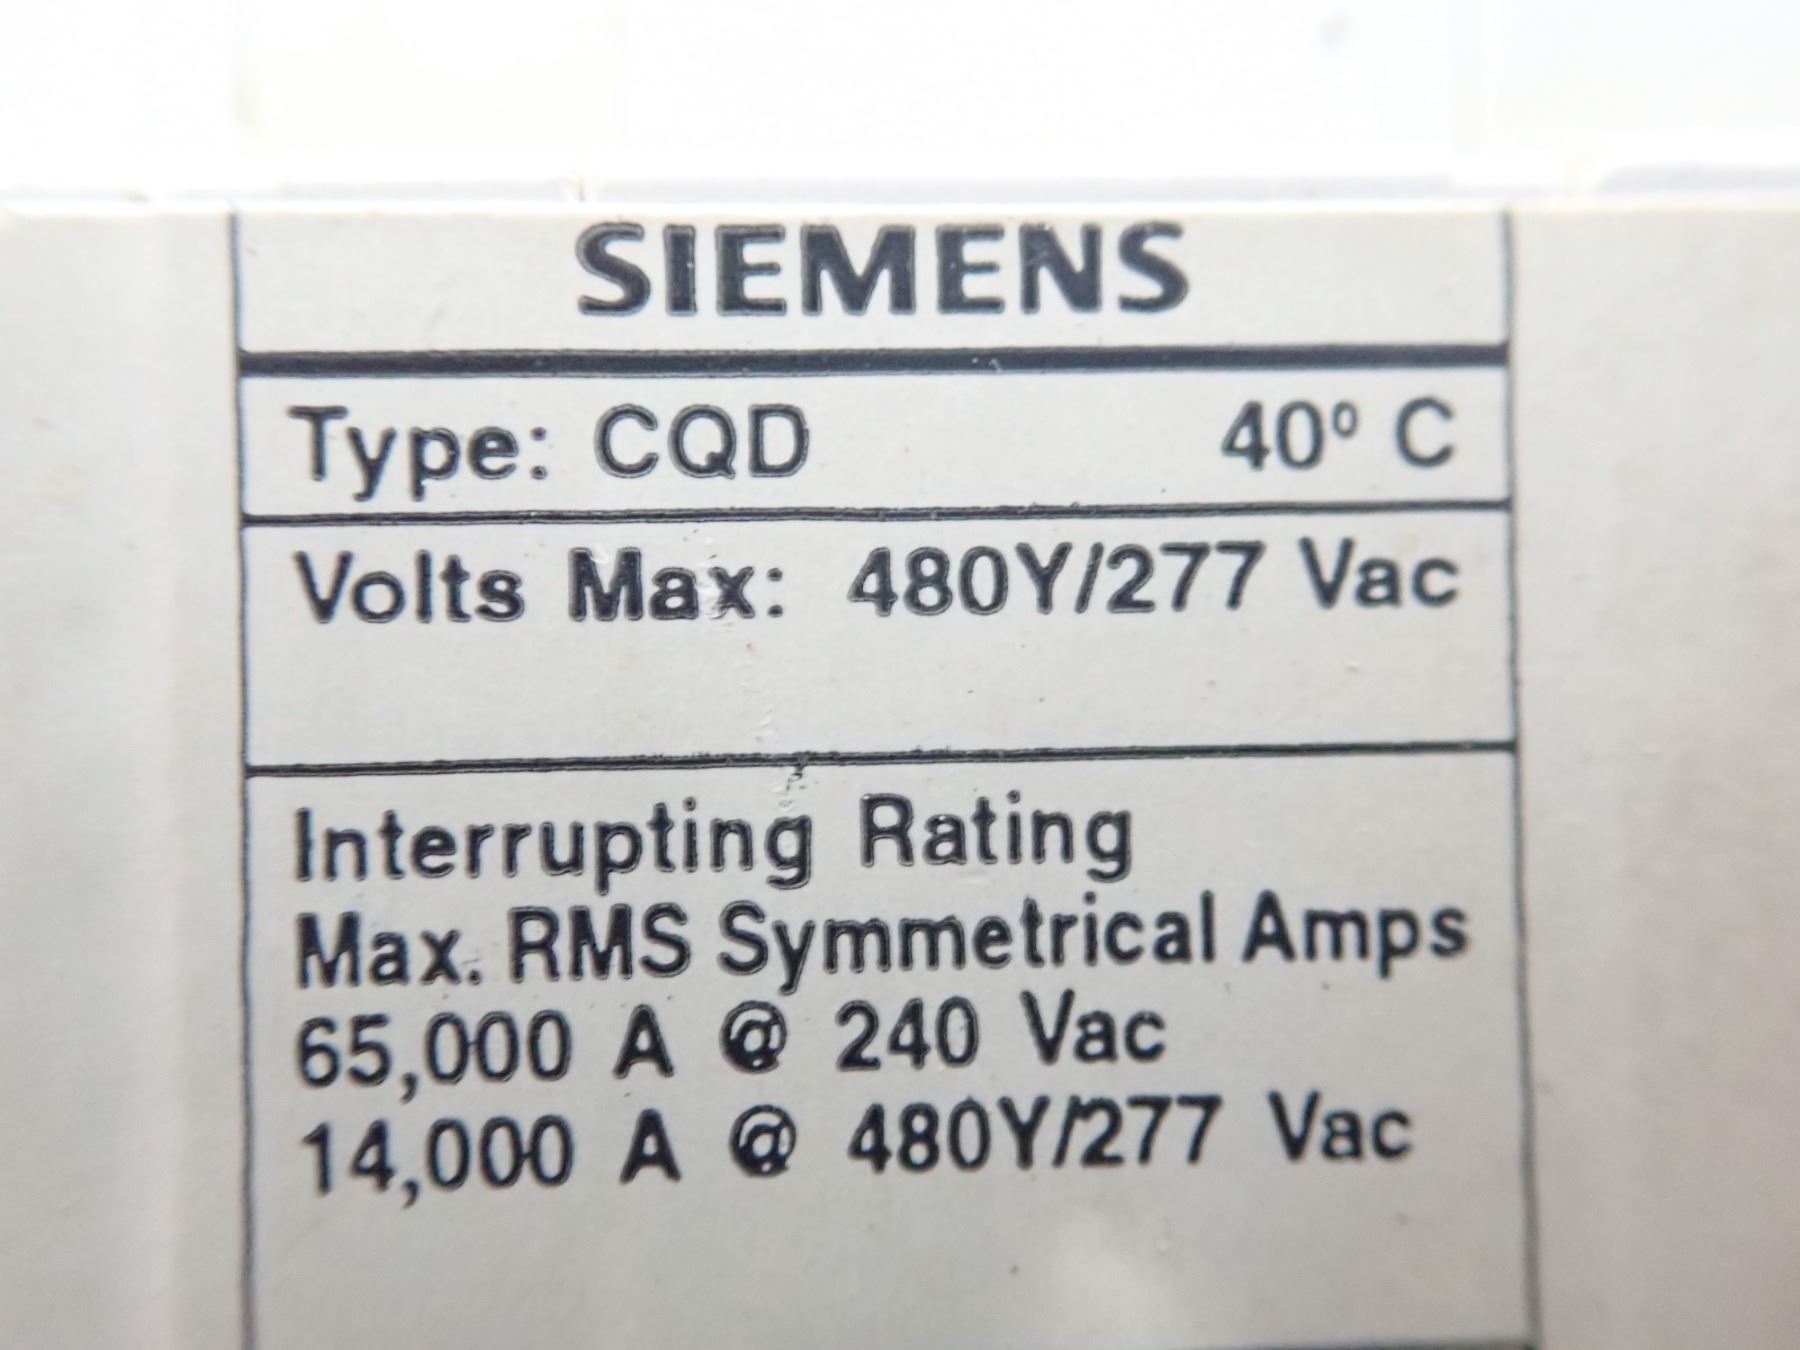 SIEMENS
Type: CQD 40º C
Volts Max: 480Y/277 Vac
Interrupting Rating
Max. RMS Symmetrical Amps
65,000 A @ 240 Vac
14,000 A @ 480Y/277 Vac